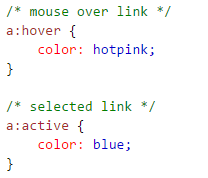 /* mouse over link */
a:hover {
    color: hotpink;
}

/* selected link */
a:active {
    color: blue;
}